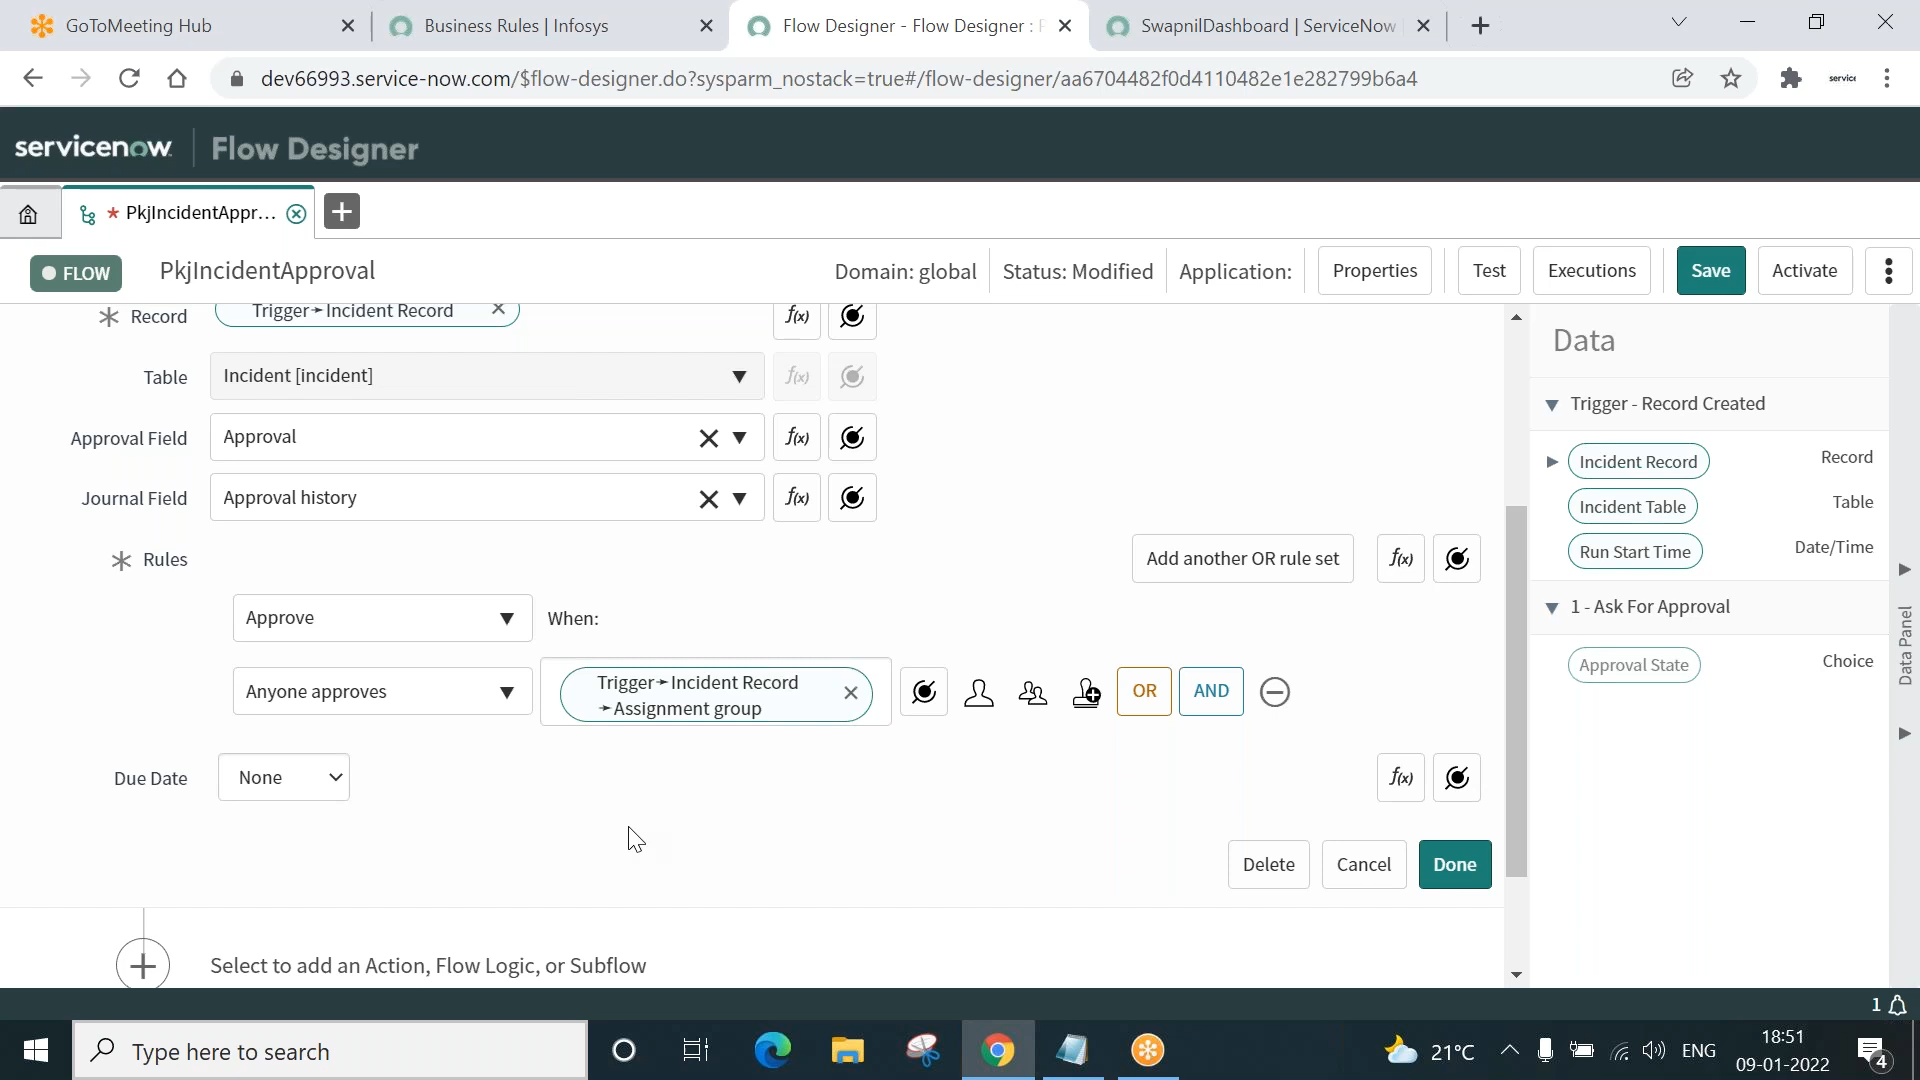 GoToMeeting Hub
Business Rules | Infosys
Flow Designer - Flow Designer :
SwapnilDashboard | ServiceNow
dev66993.service-now.com/$flow-designer.do?sysparm_nostack=true#/flow-designer/aa6704482f0d4110482e1e282799b6a4
service
servicenow
Flow Designer
* PkjIncidentAppr...
FLOW
PkjIncidentApproval
Domain: global
Status: Modified
Application:
Properties
Test
Executions
Save
Activate
Record
Trigger➛Incident Record
f(x)
Table
Incident [incident]
f(x)
Approval Field
Approval
f(x)
Journal Field
Approval history
f(x)
Rules
Add another OR rule set
f(x)
Approve
When:
Anyone approves
Trigger➛Incident Record
➛Assignment group
OR
AND
Due Date
None
f(x)
Delete
Cancel
Done
Select to add an Action, Flow Logic, or Subflow
Data
Trigger - Record Created
Incident Record
Record
Incident Table
Table
Run Start Time
Date/Time
1 - Ask For Approval
Approval State
Choice
Data Panel
1
Type here to search
21°C
ENG
18:51
09-01-2022
4